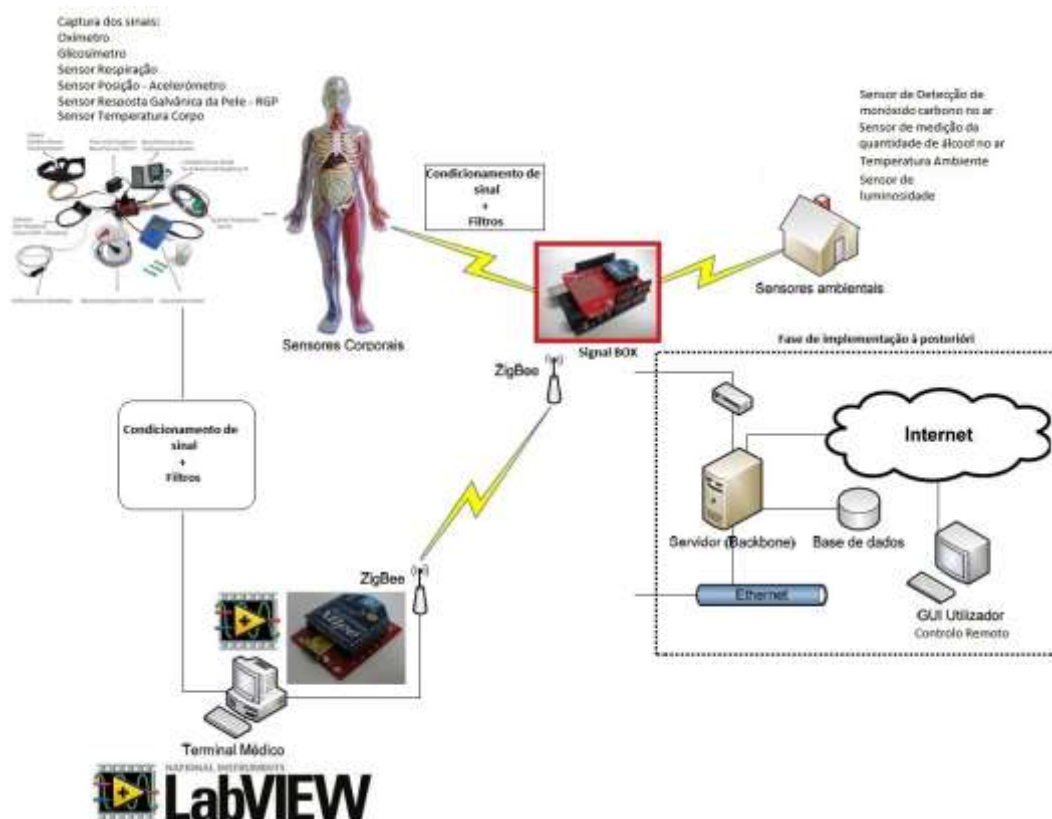 Captura dos sinais:
Oxímetro
Glicosímetro
Sensor Respiração
Sensor Posição - Acelerómetro
Sensor Resposta Galvânica da Pele - RGP
Sensor Temperatura Corpo
Sensor de Detecção de
monóxido carbono no ar
Sensor de medição da
quantidade de álcool no ar
Temperatura Ambiente
Sensor de
luminosidade
Condicionamento de
sinal
+
Filtros
Sensores ambientais
Sensores Corporais
Signal BOX
ZigBee
Fase de implementação à posterióri
Internet
Servidor (Backbone)
Base de dados
Ethernet
GUI Utilizador
Controlo Remoto
Condicionamento de
sinal
+
Filtros
ZigBee
Terminal Médico
NATIONAL INSTRUMENTS
LabVIEW